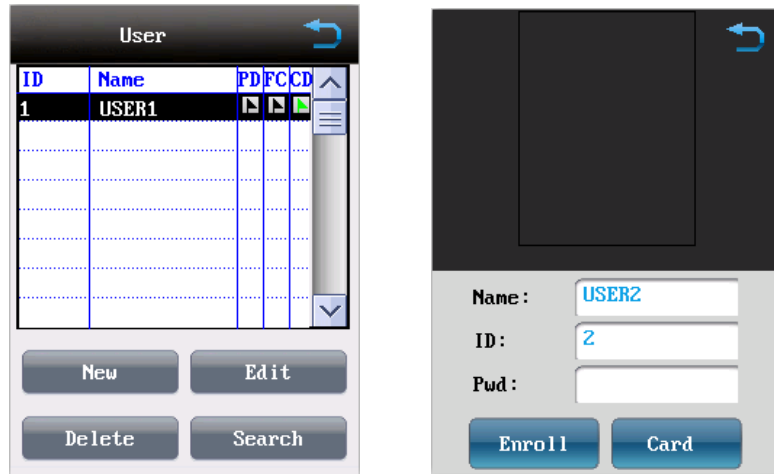 User
ID Name PD FC CD
1 USER1
New Edit
Delete Search
Name: USER2
ID: 2
Pwd:
Enroll Card